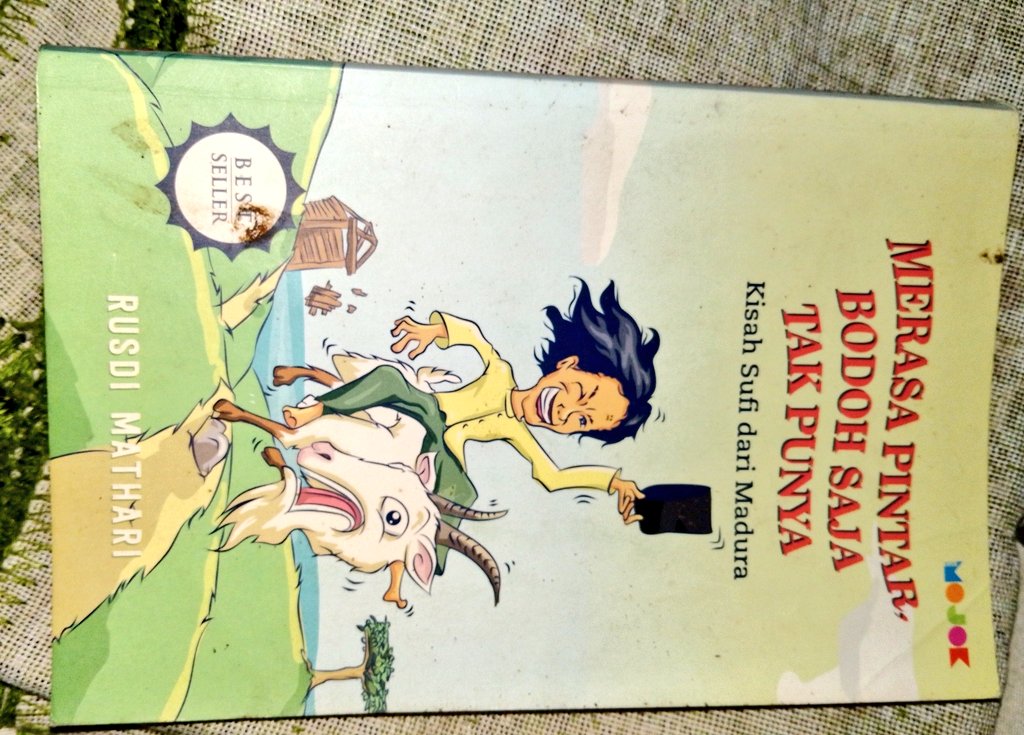 MOJOK
MERASA PINTAR,
BODOH SAJA
TAK PUNYA
Kisah Sufi dari Madura
BEST
SELLER
RUSDI MATHARI